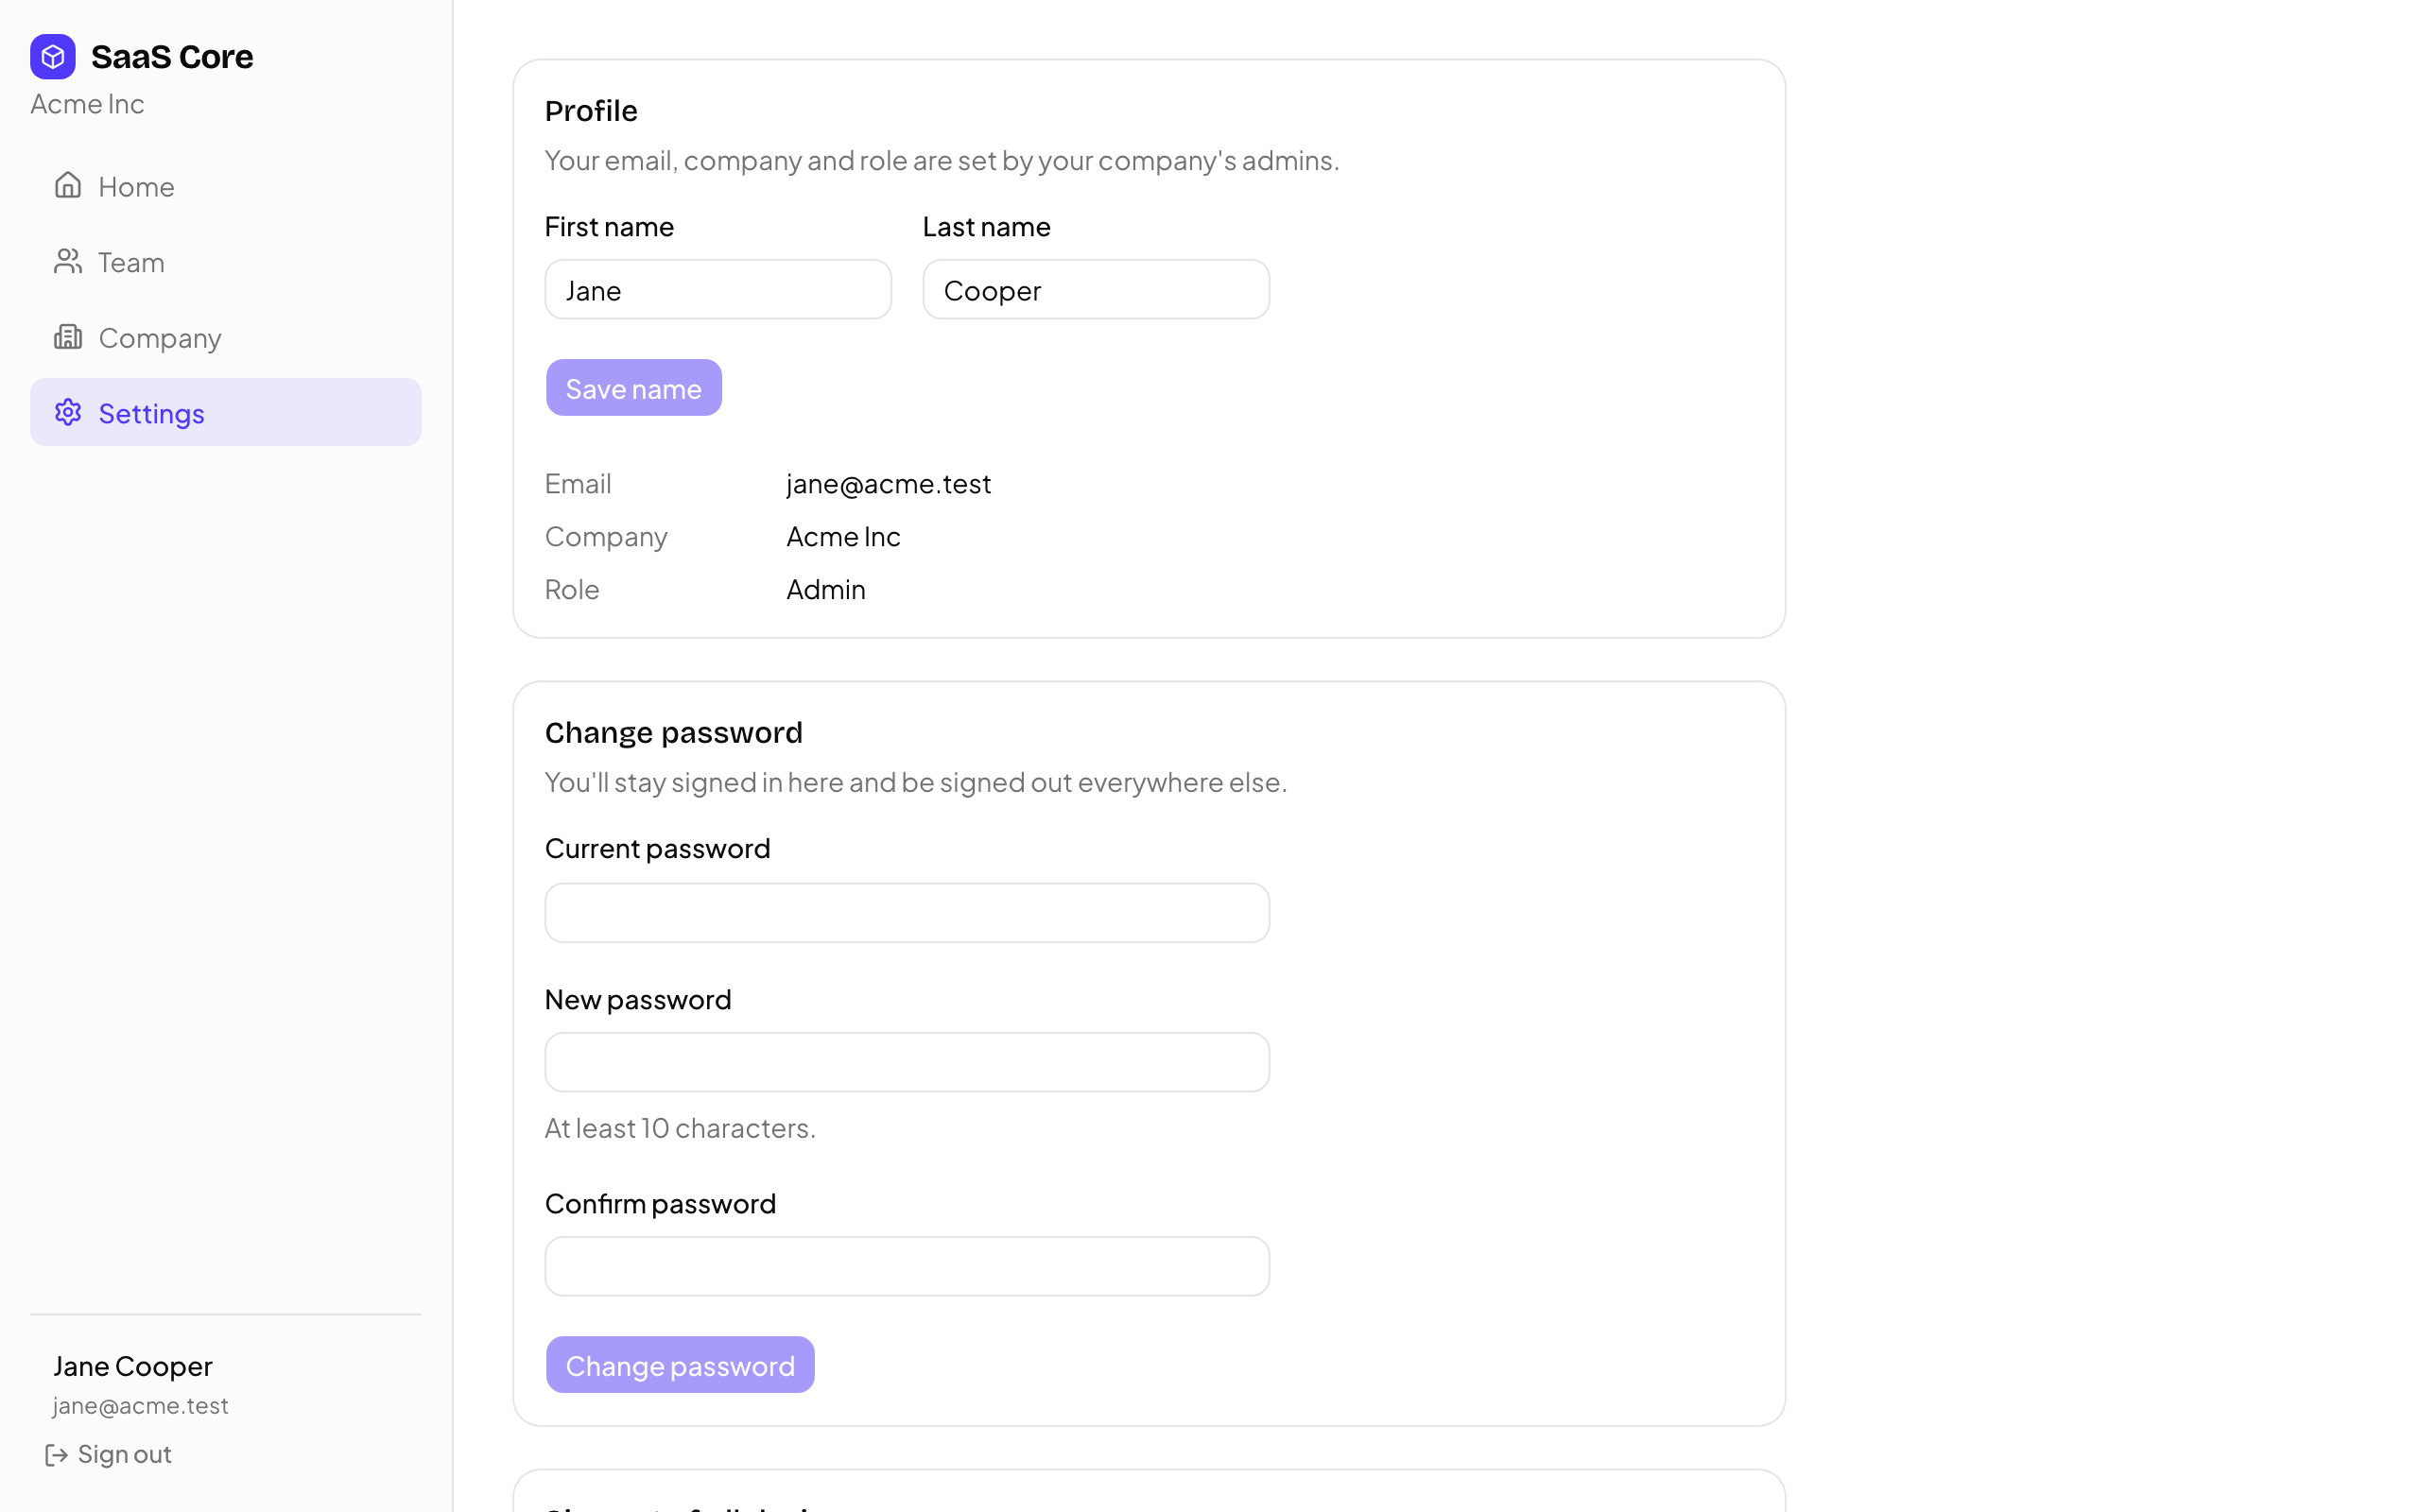 SaaS Core
Acme Inc
Home
Team
Company
Settings
Jane Cooper
jane@acme.test
Sign out
Profile
Your email, company and role are set by your company's admins.
First name
Last name
Jane
Cooper
Save name
Email
jane@acme.test
Company
Acme Inc
Role
Admin
Change password
You'll stay signed in here and be signed out everywhere else.
Current password
New password
At least 10 characters.
Confirm password
Change password